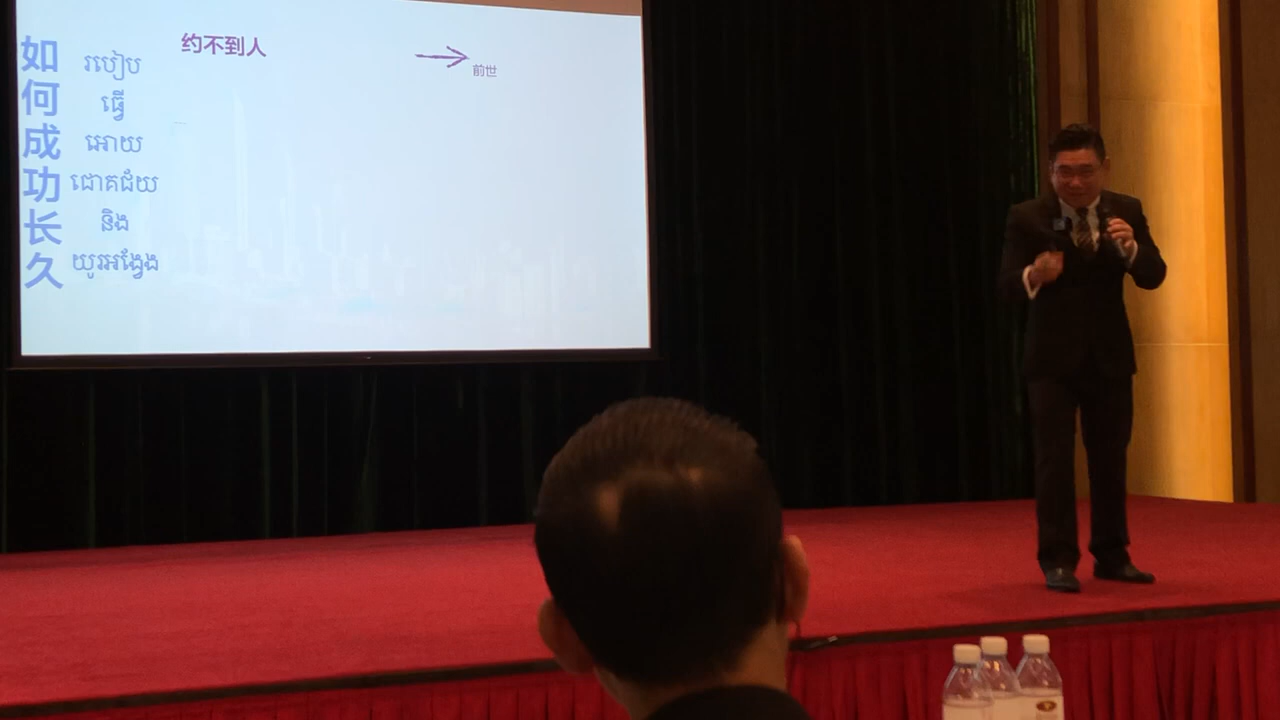 如何成功长久
របៀប
ធ្វើ
អោយ
ជោគជ័យ
និង
យូរអង្វែង
约不到人
前世